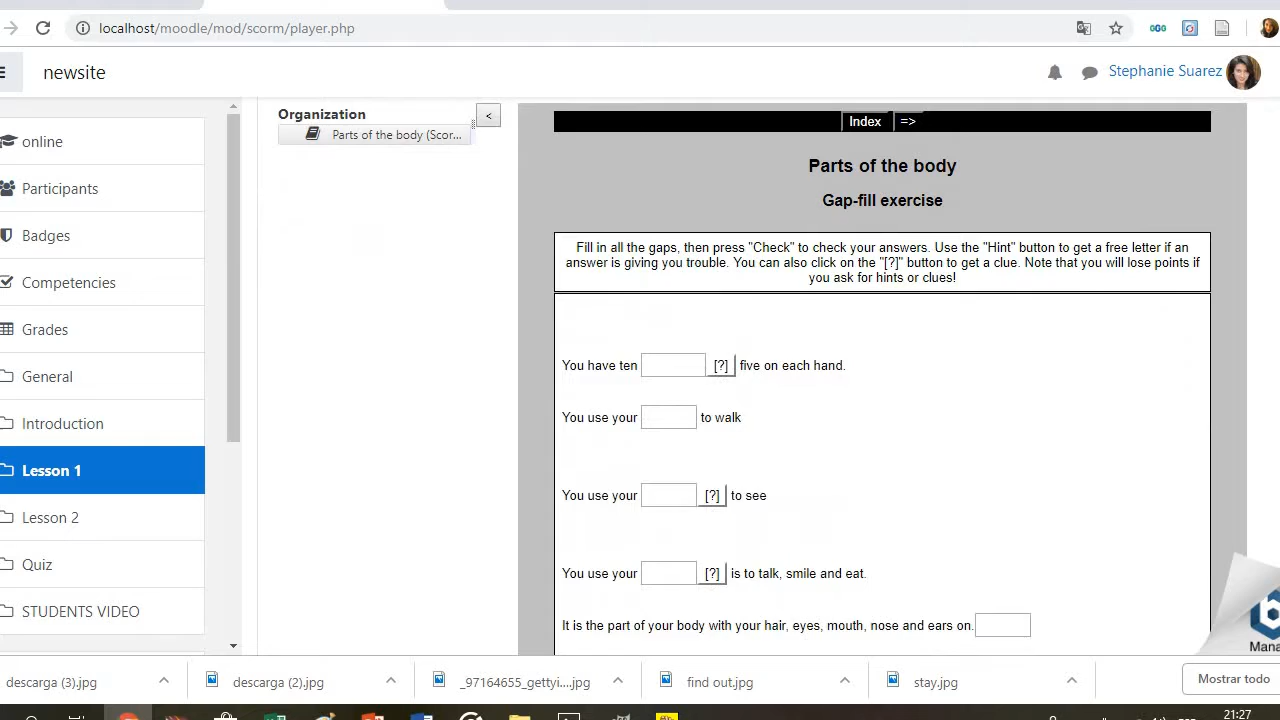 localhost/moodle/mod/scorm/player.php
newsite
Stephanie Suarez
online
Participants
Badges
Competencies
Grades
General
Introduction
Lesson 1
Lesson 2
Quiz
STUDENTS VIDEO
Organization
<
Parts of the body (Scor...
Index =>
Parts of the body
Gap-fill exercise
Fill in all the gaps, then press "Check" to check your answers. Use the "Hint" button to get a free letter if an
answer is giving you trouble. You can also click on the "[?]" button to get a clue. Note that you will lose points if
you ask for hints or clues!
You have ten [?] five on each hand.
You use your to walk
You use your [?] to see
You use your [?] is to talk, smile and eat.
It is the part of your body with your hair, eyes, mouth, nose and ears on.
Mana
descarga (3).jpg
descarga (2).jpg
_97164655_gettyi....jpg
find out.jpg
stay.jpg
Mostrar todo
21:27